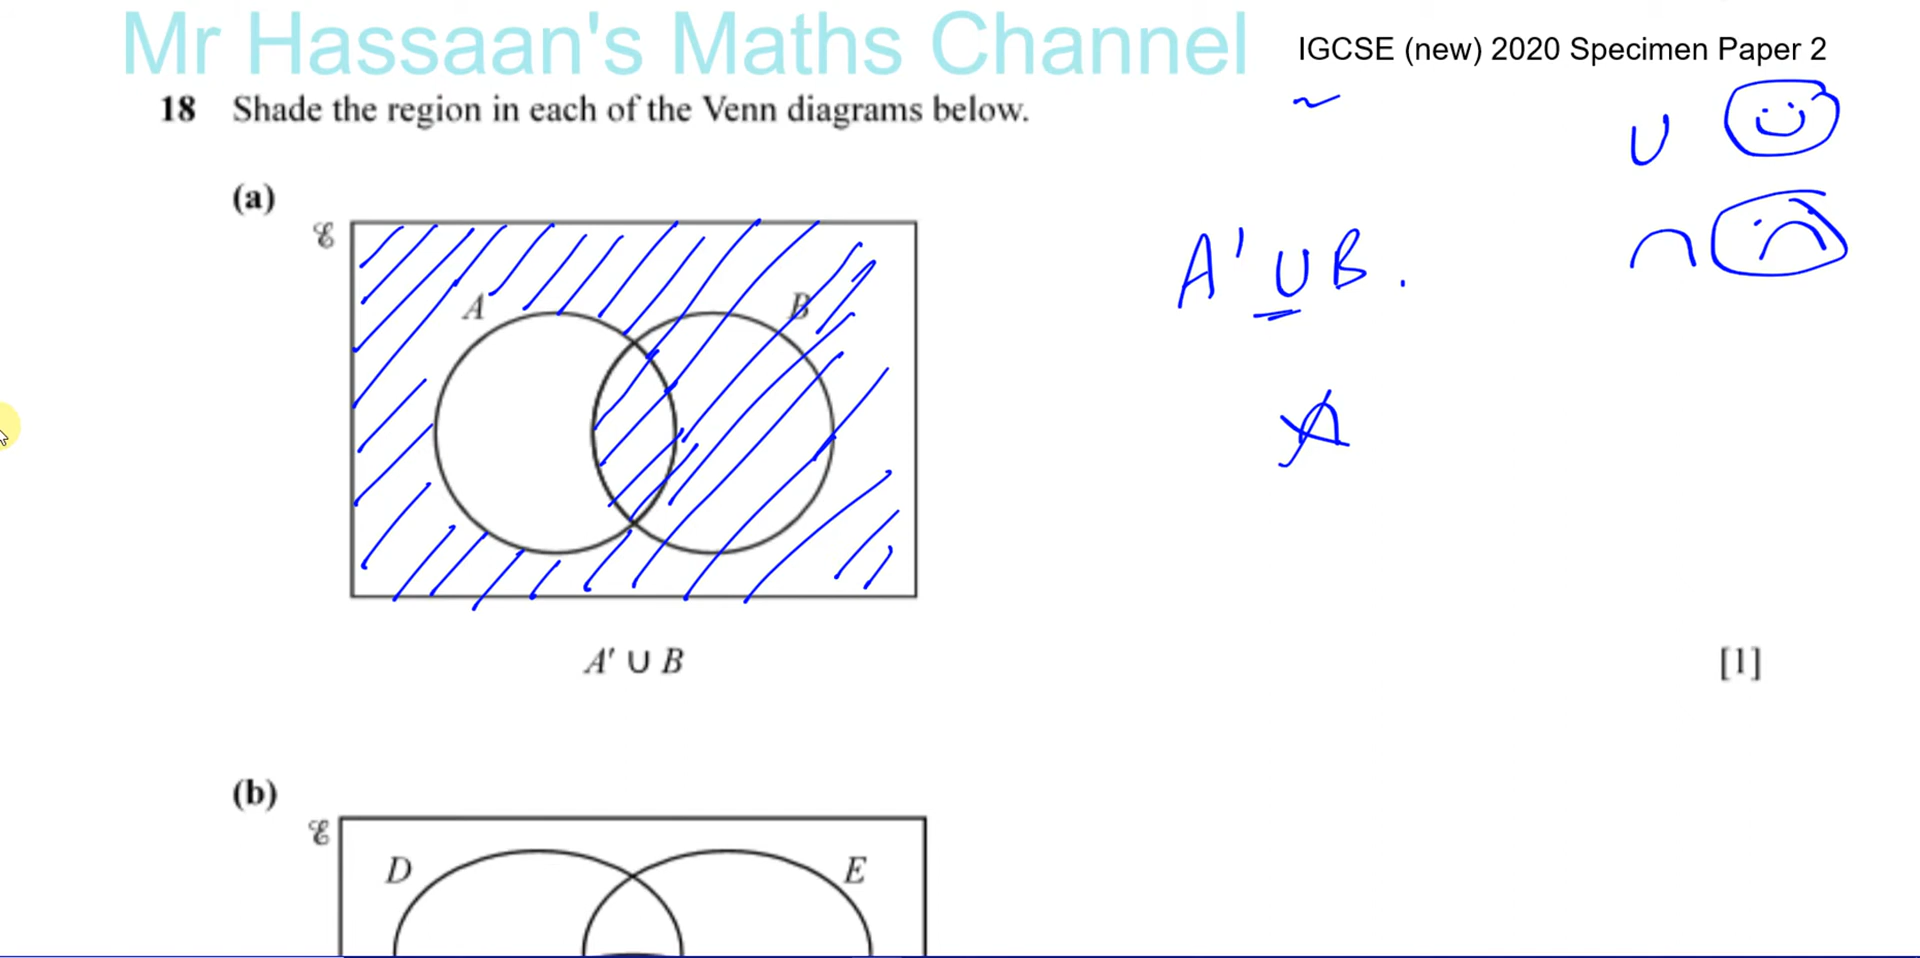 Mr Hassaan's Maths Channel
IGCSE (new) 2020 Specimen Paper 2
18 Shade the region in each of the Venn diagrams below.
∪
∩
(a)
ℰ
A
B
A' ∪ B.
A
A' ∪ B
[1]
(b)
ℰ
D
E